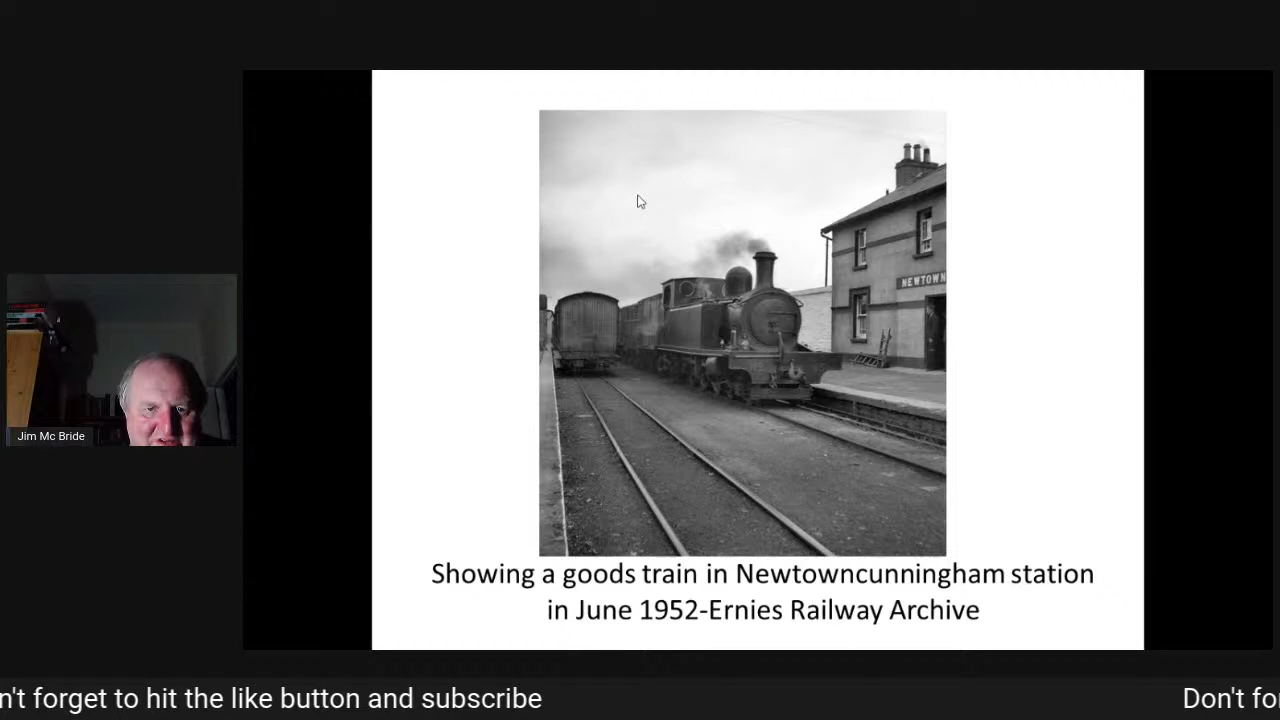 NEWTOWN
Jim Mc Bride
Showing a goods train in Newtowncunningham station
in June 1952-Ernies Railway Archive
n't forget to hit the like button and subscribe
Don't fo